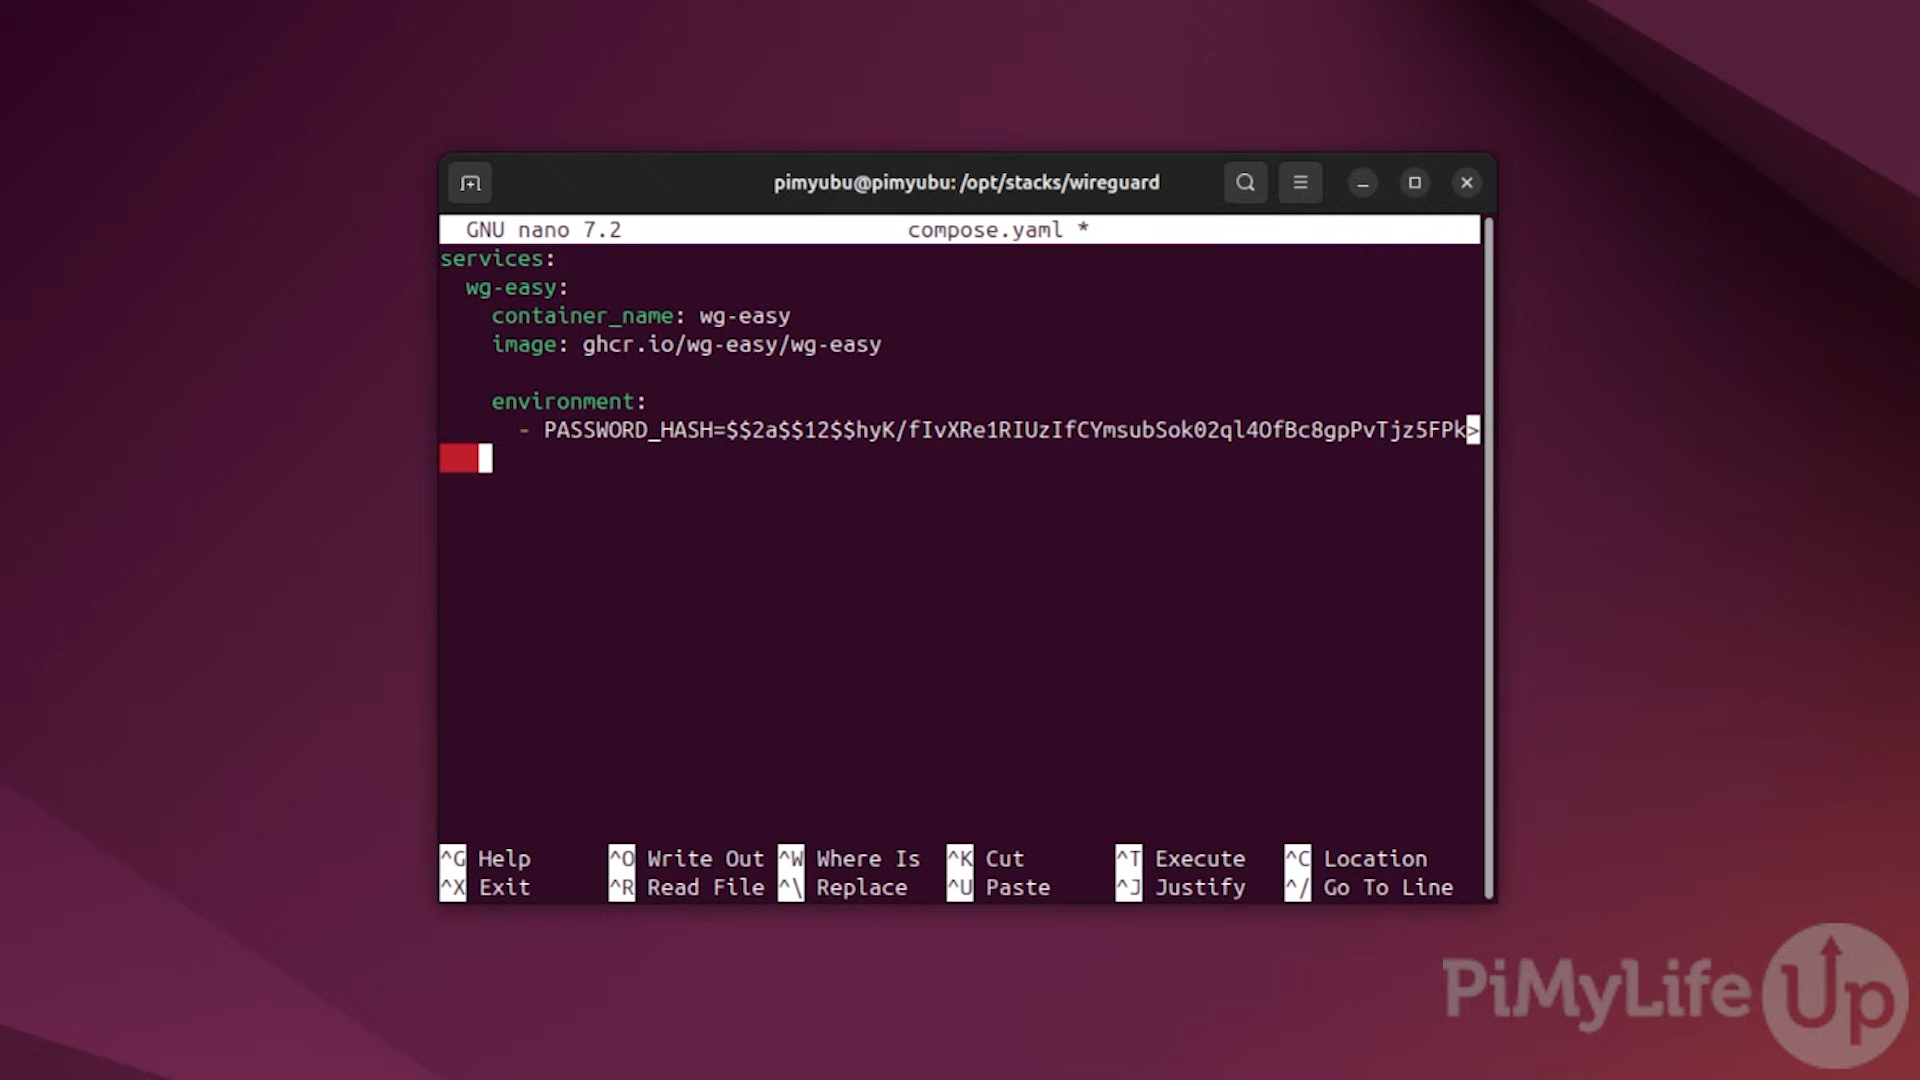 pimyubu@pimyubu: /opt/stacks/wireguard
GNU nano 7.2 compose.yaml *
services:
wg-easy:
container_name: wg-easy
image: ghcr.io/wg-easy/wg-easy
environment:
- PASSWORD_HASH=$$2a$$12$$hyK/fIvXRe1RIUzIfCYmsubSok02ql4OfBc8gpPvTjz5FPk>
^G Help ^O Write Out ^W Where Is ^K Cut ^T Execute ^C Location
^X Exit ^R Read File ^\ Replace ^U Paste ^J Justify ^/ Go To Line
PiMyLifeUp